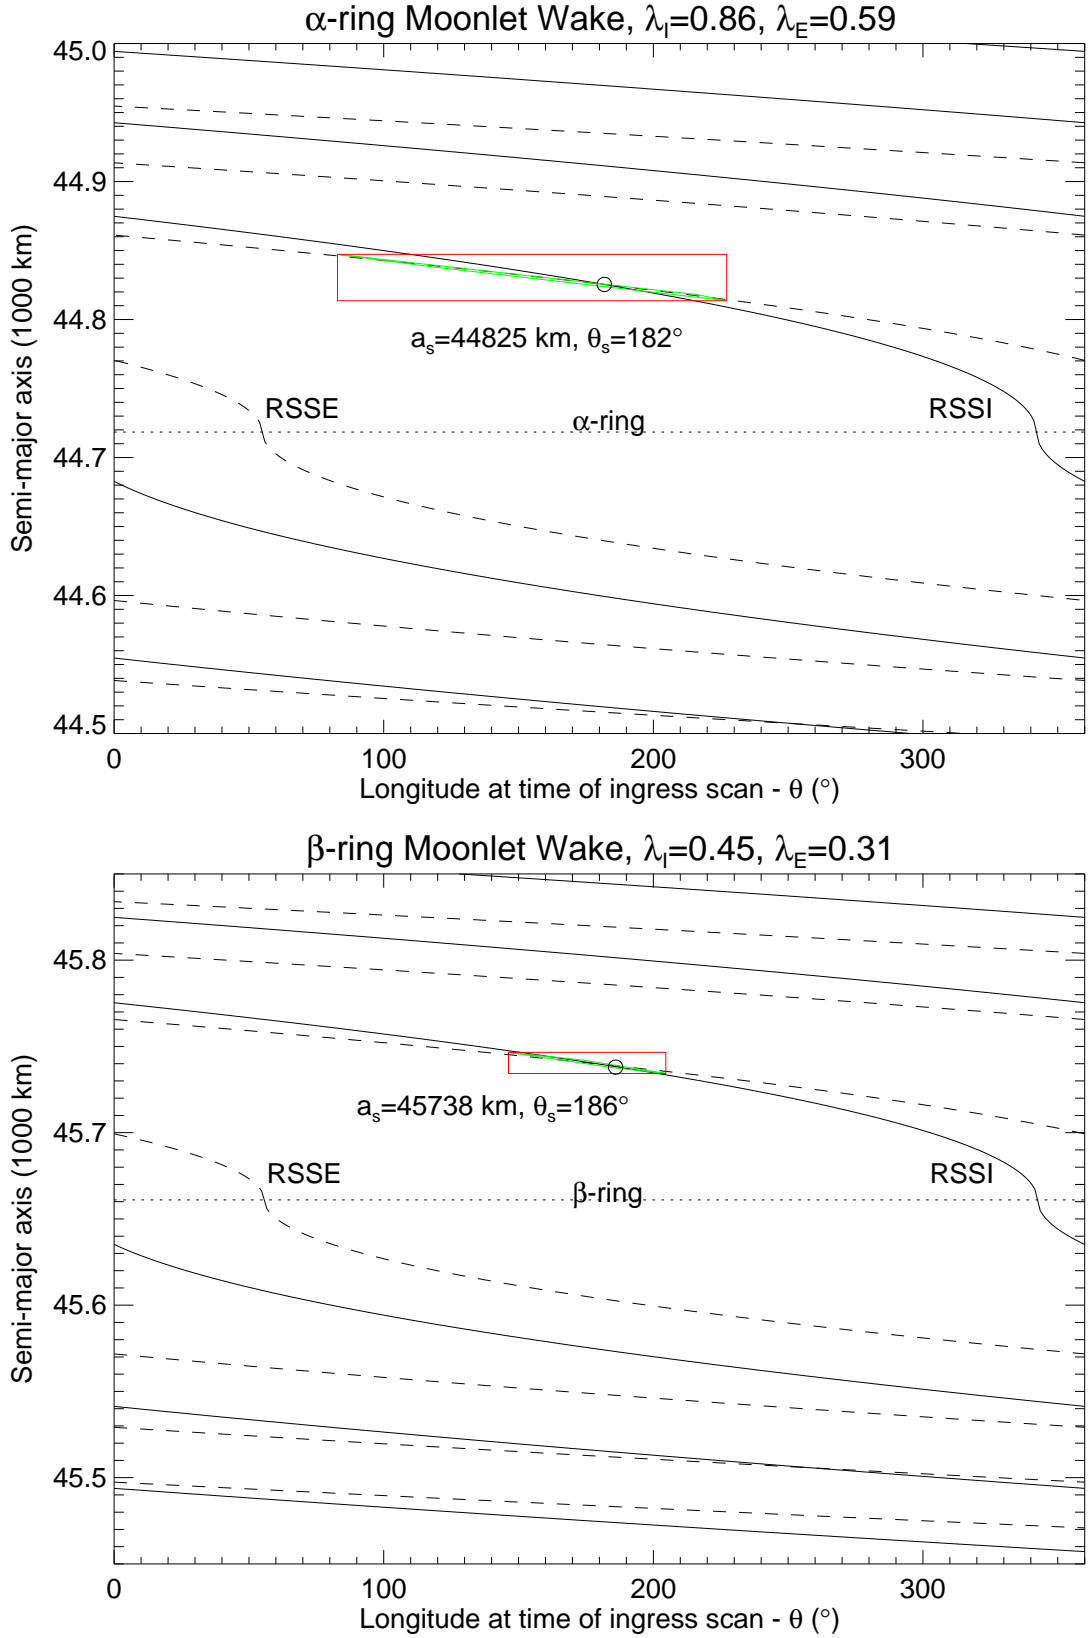 α-ring Moonlet Wake, λI=0.86, λE=0.59
45.0
44.9
44.8
44.7
44.6
44.5
Semi-major axis (1000 km)
as=44825 km, θs=182°
RSSE
α-ring
RSSI
0
100
200
300
Longitude at time of ingress scan - θ (°)
β-ring Moonlet Wake, λI=0.45, λE=0.31
45.8
45.7
45.6
45.5
Semi-major axis (1000 km)
as=45738 km, θs=186°
RSSE
β-ring
RSSI
0
100
200
300
Longitude at time of ingress scan - θ (°)